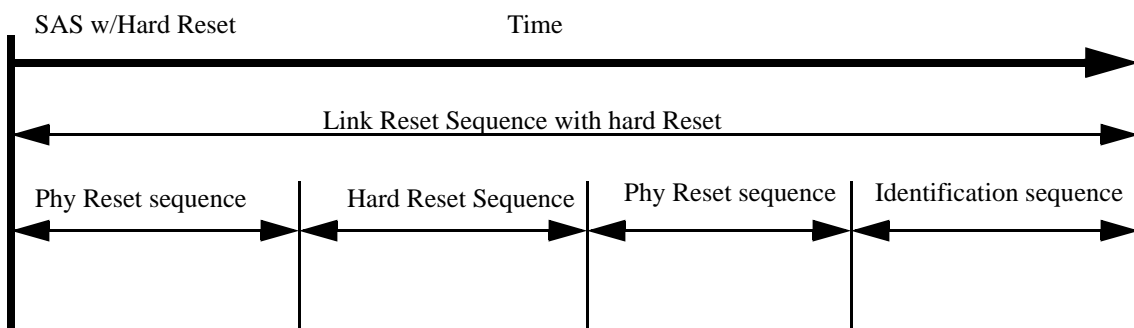 SAS w/Hard Reset
Time
Link Reset Sequence with hard Reset
Phy Reset sequence
Hard Reset Sequence
Phy Reset sequence
Identification sequence